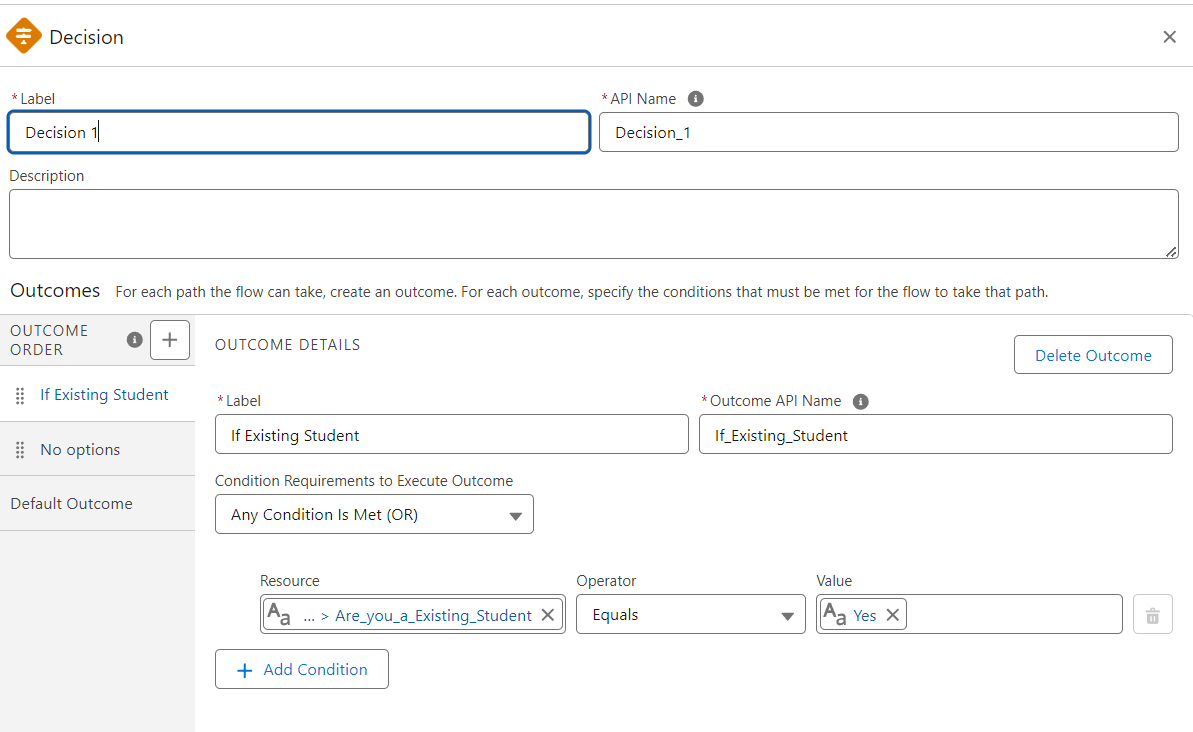 Decision
* Label
* API Name
Decision 1
Decision_1
Description
Outcomes For each path the flow can take, create an outcome. For each outcome, specify the conditions that must be met for the flow to take that path.
OUTCOME
ORDER
If Existing Student
No options
Default Outcome
OUTCOME DETAILS
Delete Outcome
* Label
* Outcome API Name
If Existing Student
If_Existing_Student
Condition Requirements to Execute Outcome
Any Condition Is Met (OR)
Resource
Operator
Value
Aa ... > Are_you_a_Existing_Student
Equals
Aa Yes
Add Condition